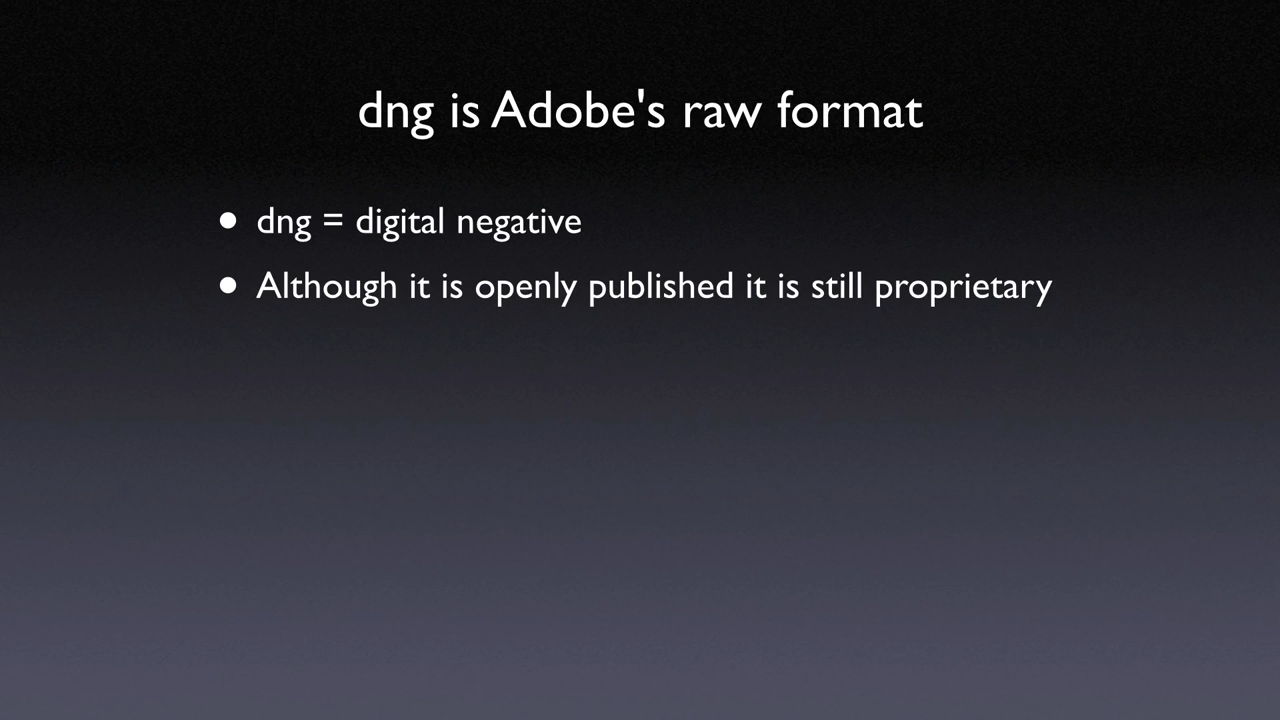 dng is Adobe's raw format
• dng = digital negative
• Although it is openly published it is still proprietary